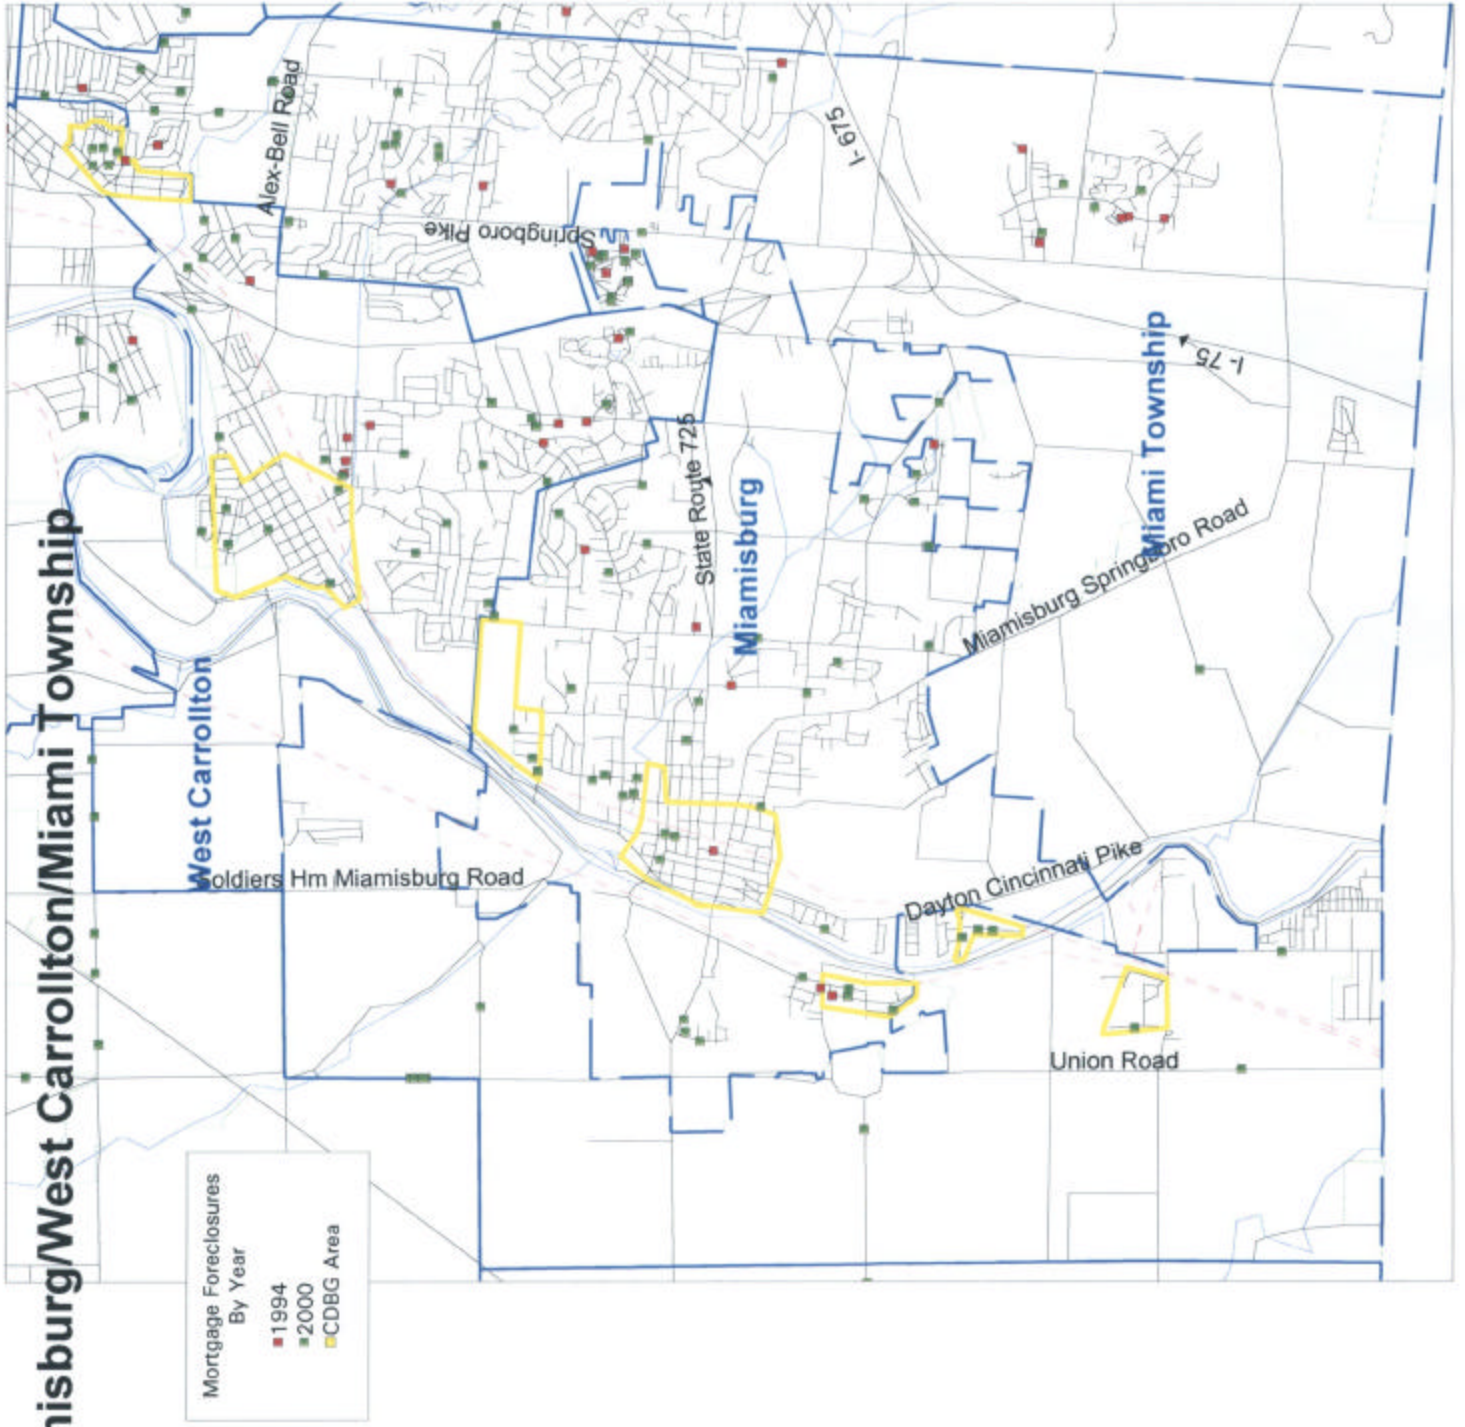 nisburg/West Carrollton/Miami Township
Mortgage Foreclosures
By Year
1994
2000
CDBG Area
West Carrollton
Soldiers Hm Miamisburg Road
Alex-Bell Road
Springboro Pike
I-675
State Route 725
Miamisburg
Miami Township
I-75
Miamisburg Springboro Road
Dayton Cincinnati Pike
Union Road